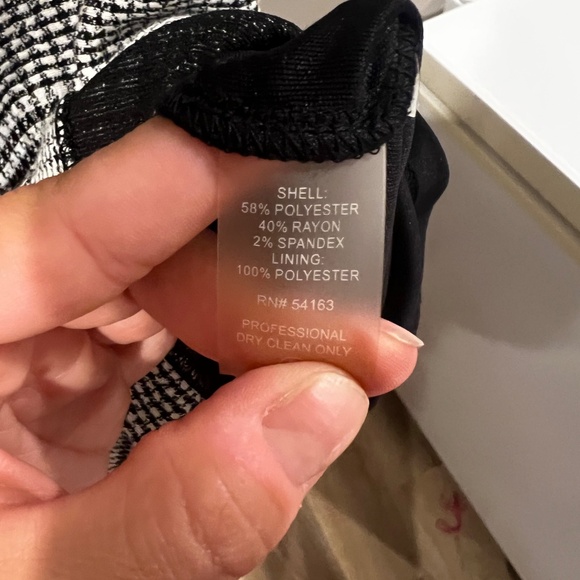 SHELL:
58% POLYESTER
40% RAYON
2% SPANDEX
LINING:
100% POLYESTER
RN# 54163
PROFESSIONAL
DRY CLEAN ONLY